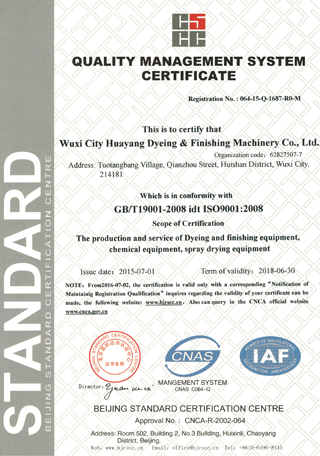 CSCC
QUALITY MANAGEMENT SYSTEM
CERTIFICATE
Registration No. : 064-15-Q-1687-R0-M
This is to certify that
Wuxi City Huayang Dyeing & Finishing Machinery Co., Ltd.
Organization code: 62827507-7
Address: Tuotangbang Village, Qianzhou Street, Huishan District, Wuxi City,
214181
Which is in conformity with
GB/T19001-2008 idt ISO9001:2008
Scope of Certification
The production and service of Dyeing and finishing equipment,
chemical equipment, spray drying equipment
Issue date: 2015-07-01 Term of validity: 2018-06-30
NOTE: From2016-07-02, the certification is valid only with a corresponding "Notification of
Maintainig Registration Qualification" inquires regarding the validity of your certificate can be
made, the following website: www.bjcsec.cn. Also can query in the CNCA official website
www.cnca.gov.cn
CNAS
IAF
MANGEMENT SYSTEM
CNAS C064-Q
Director:
BEIJING STANDARD CERTIFICATION CENTRE
Approval No : CNCA-R-2002-064
Address: Room 502, Building 2, No.3 Building, Huixinli, Chaoyang
District, Beijing.
STANDARD
BEIJING STANDARD CERTIFICATION CENTRE